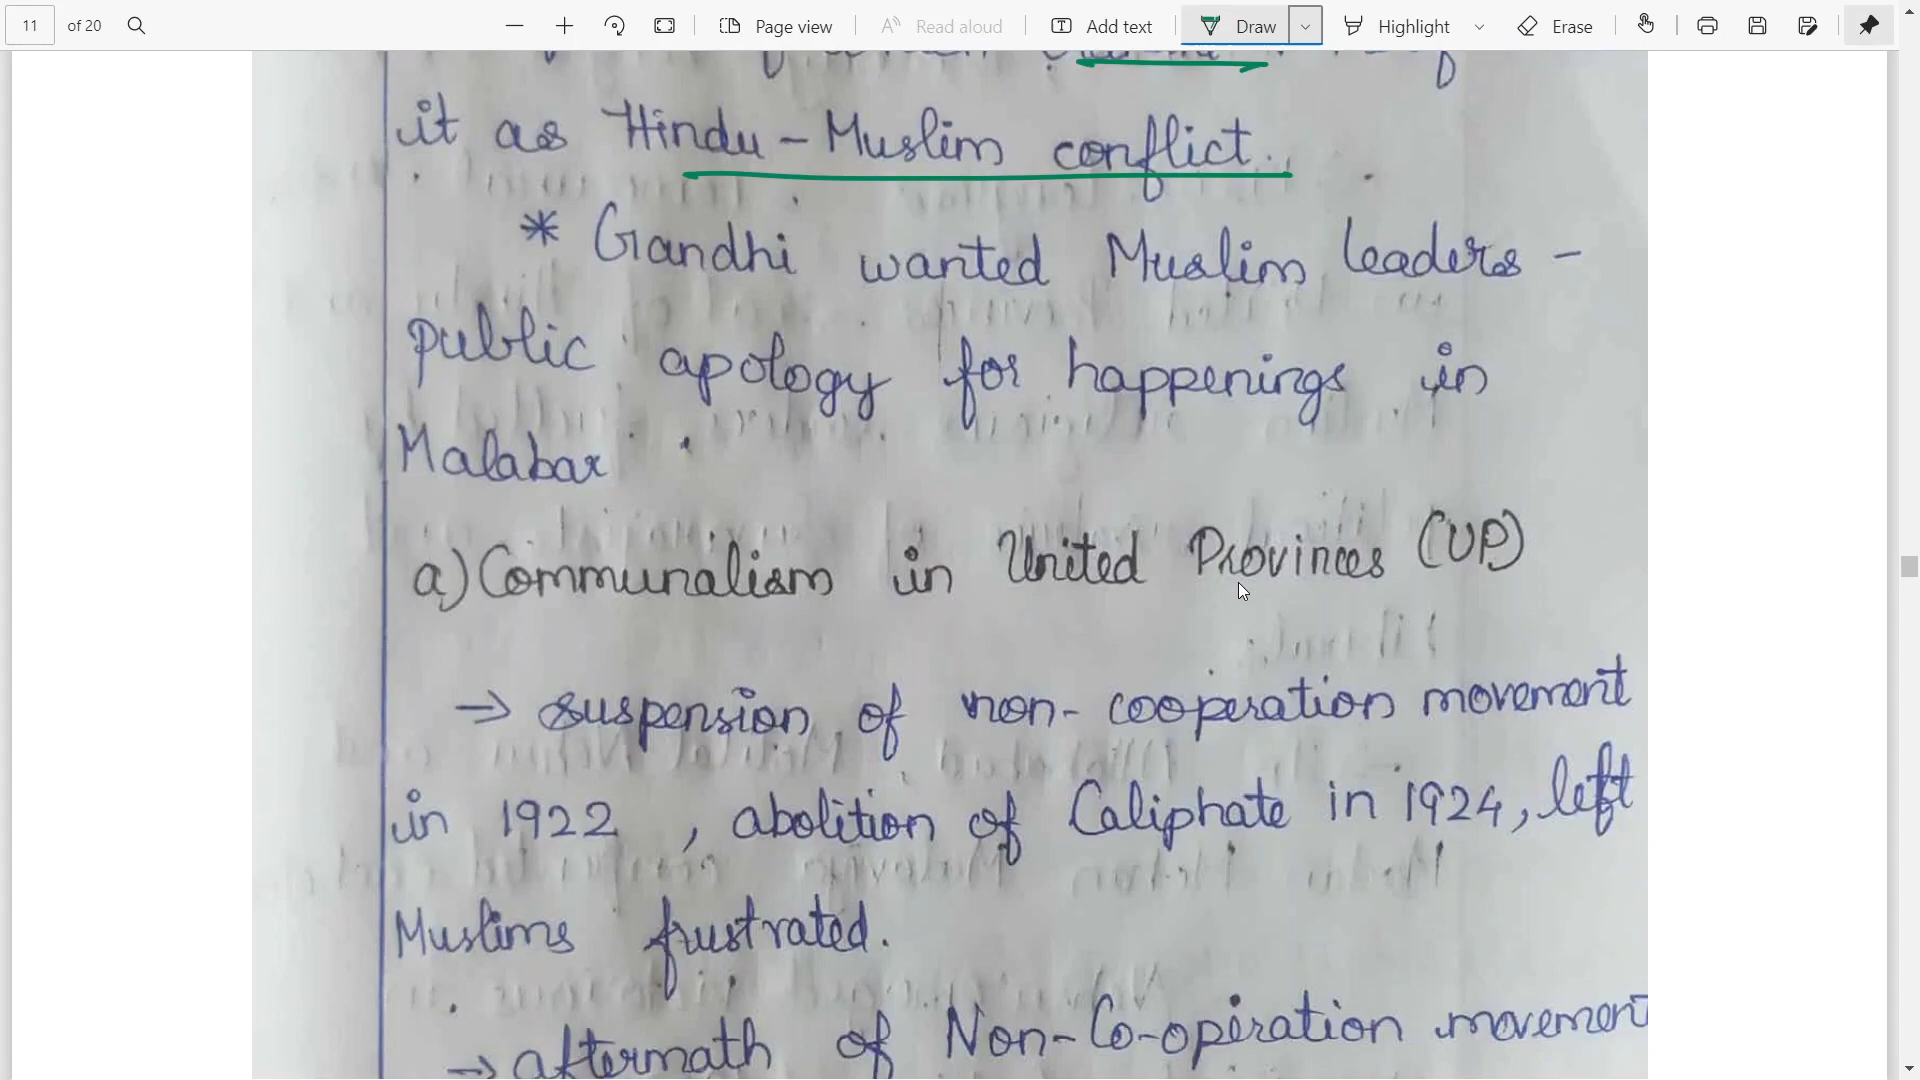 11 of 20 Page view Read aloud Add text Draw Highlight Erase
it as Hindu - Muslim conflict.
* Gandhi wanted Muslim leaders -
public apology for happenings in
Malabar
a) Communalism in United Provinces (UP)
→ suspension of non- cooperation movement
in 1922 , abolition of Caliphate in 1924, left
Muslims frustrated.
→ aftermath of Non-Co-operation movement